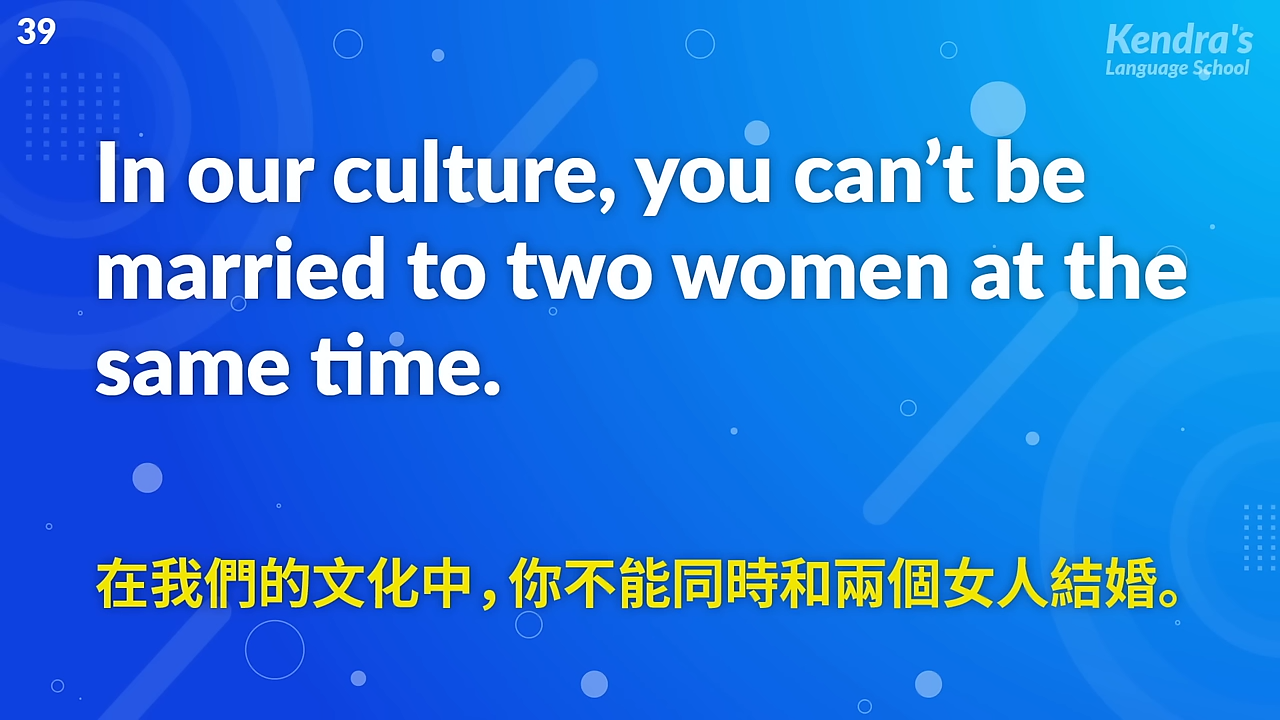 39
Kendra's
Language School
In our culture, you can’t be
married to two women at the
same time.
在我們的文化中，你不能同時和兩個女人結婚。